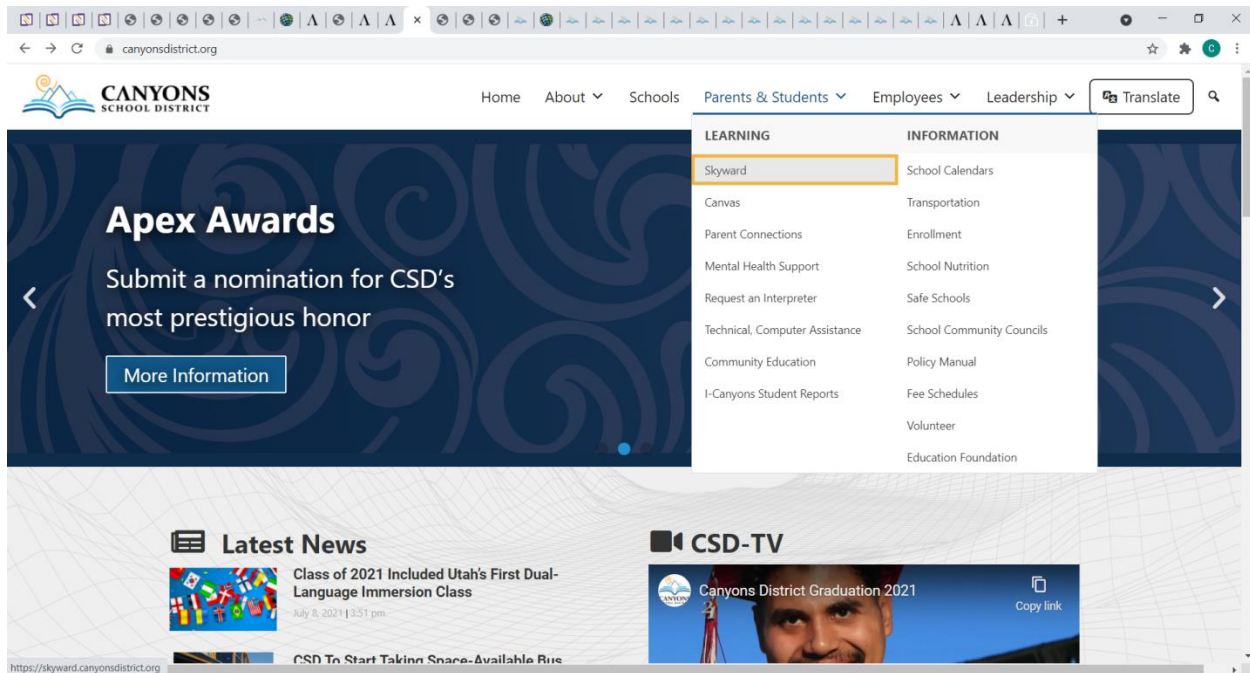 canyonsdistrict.org
CANYONS
SCHOOL DISTRICT
Home About Schools Parents & Students Employees Leadership Translate
LEARNING
Skyward
Canvas
Parent Connections
Mental Health Support
Request an Interpreter
Technical, Computer Assistance
Community Education
I-Canyons Student Reports
INFORMATION
School Calendars
Transportation
Enrollment
School Nutrition
Safe Schools
School Community Councils
Policy Manual
Fee Schedules
Volunteer
Education Foundation
Apex Awards
Submit a nomination for CSD's
most prestigious honor
More Information
Latest News
Class of 2021 Included Utah's First Dual-
Language Immersion Class
July 8, 2021 | 3:51 pm
CSD To Start Taking Space-Available Bus
CSD-TV
Canyons District Graduation 2021
Copy link
https://skyward.canyonsdistrict.org